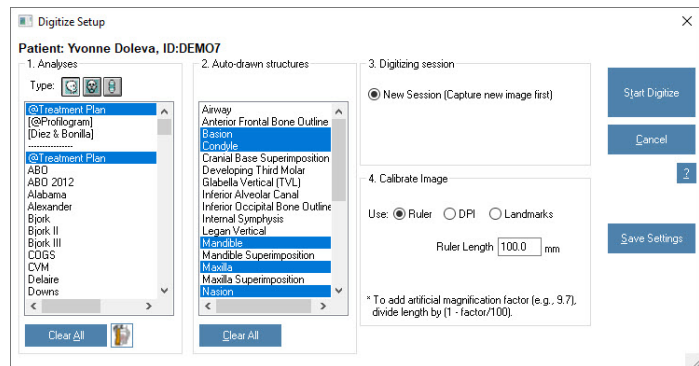 Digitize Setup
Patient: Yvonne Doleva, ID:DEMO7
1. Analyses
Type:
@Treatment Plan
[@Profilogram]
[Diez & Bonilla]
----------------
@Treatment Plan
ABO
ABO 2012
Alabama
Alexander
Bjork
Bjork II
Bjork III
COGS
CVM
Delaire
Downs
Clear All
2. Auto-drawn structures
Airway
Anterior Frontal Bone Outline
Basion
Condyle
Cranial Base Superimposition
Developing Third Molar
Glabella Vertical (TVL)
Inferior Alveolar Canal
Inferior Occipital Bone Outline
Internal Symphysis
Legan Vertical
Mandible
Mandible Superimposition
Maxilla
Maxilla Superimposition
Nasion
Clear All
3. Digitizing session
New Session (Capture new image first)
4. Calibrate Image
Use: Ruler DPI Landmarks
Ruler Length 100.0 mm
* To add artificial magnification factor (e.g., 9.7),
divide length by (1 - factor/100).
Start Digitize
Cancel
?
Save Settings